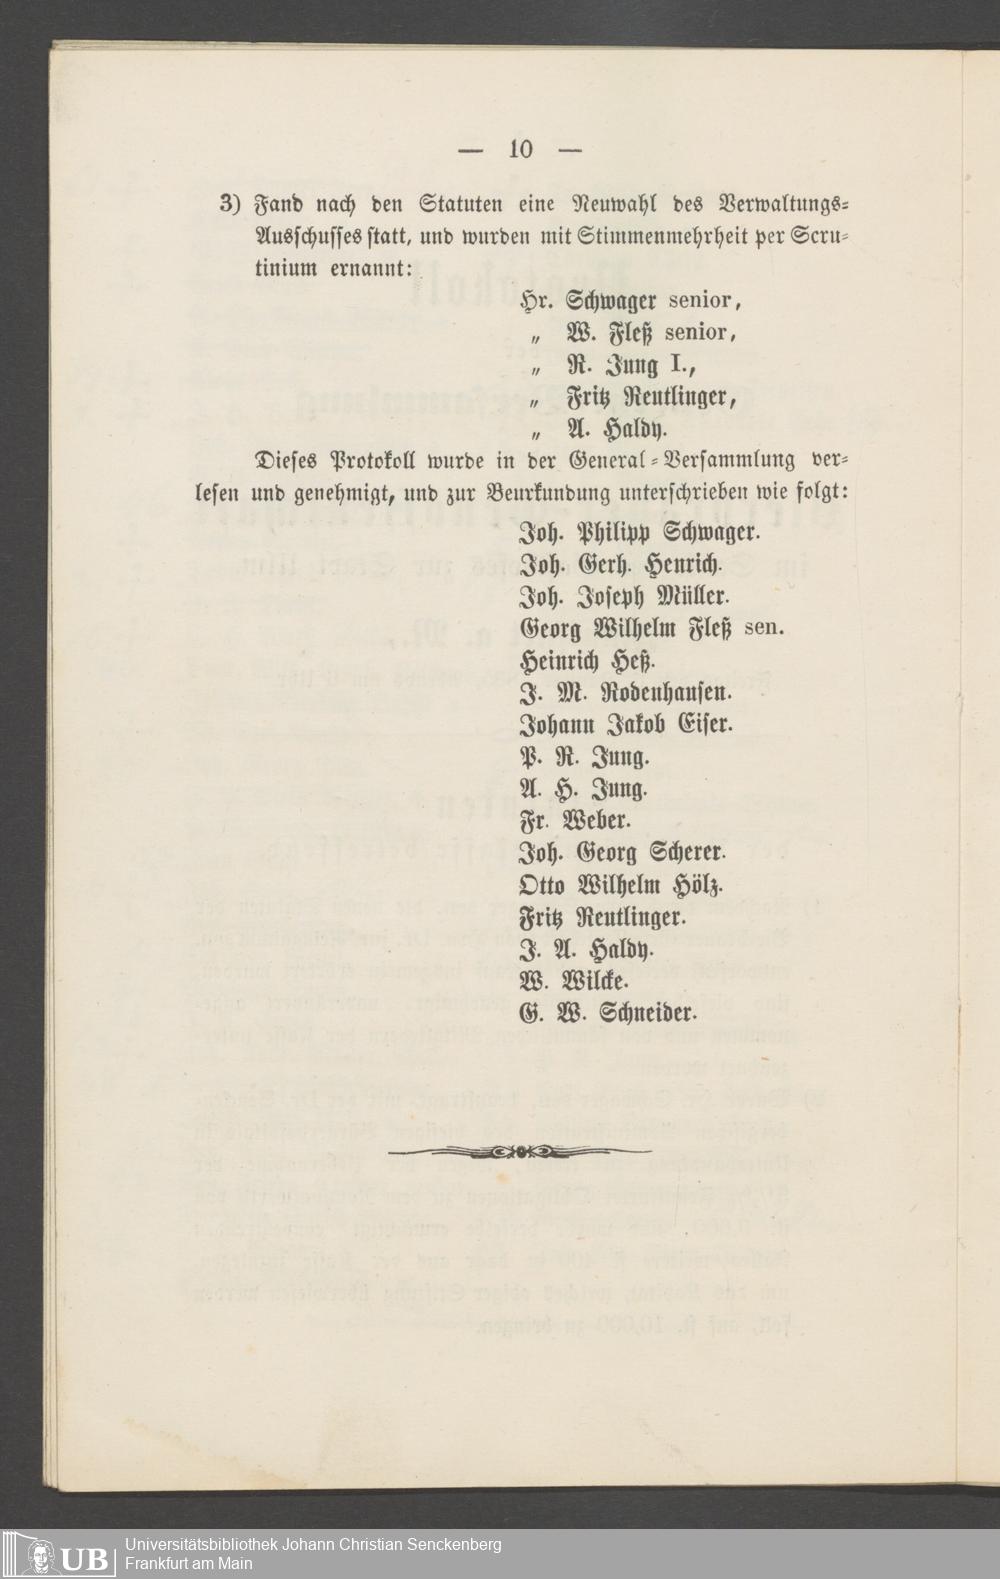 — 10 —
3) Fand nach den Statuten eine Neuwahl des Verwaltungs-
Ausschusses statt, und wurden mit Stimmenmehrheit per Scru-
tinium ernannt:
Hr. Schwager senior,
„ W. Fleß senior,
„ R. Jung I.,
„ Fritz Reutlinger,
„ A. Haldy.
Dieses Protokoll wurde in der General-Versammlung ver-
lesen und genehmigt, und zur Beurkundung unterschrieben wie folgt:
Joh. Philipp Schwager.
Joh. Gerh. Henrich.
Joh. Joseph Müller.
Georg Wilhelm Fleß sen.
Heinrich Heß.
J. M. Rodenhausen.
Johann Jakob Eiser.
P. R. Jung.
A. H. Jung.
Fr. Weber.
Joh. Georg Scherer.
Otto Wilhelm Hölz.
Fritz Reutlinger.
J. A. Haldy.
W. Wilcke.
G. W. Schneider.
UB
Universitätsbibliothek Johann Christian Senckenberg
Frankfurt am Main